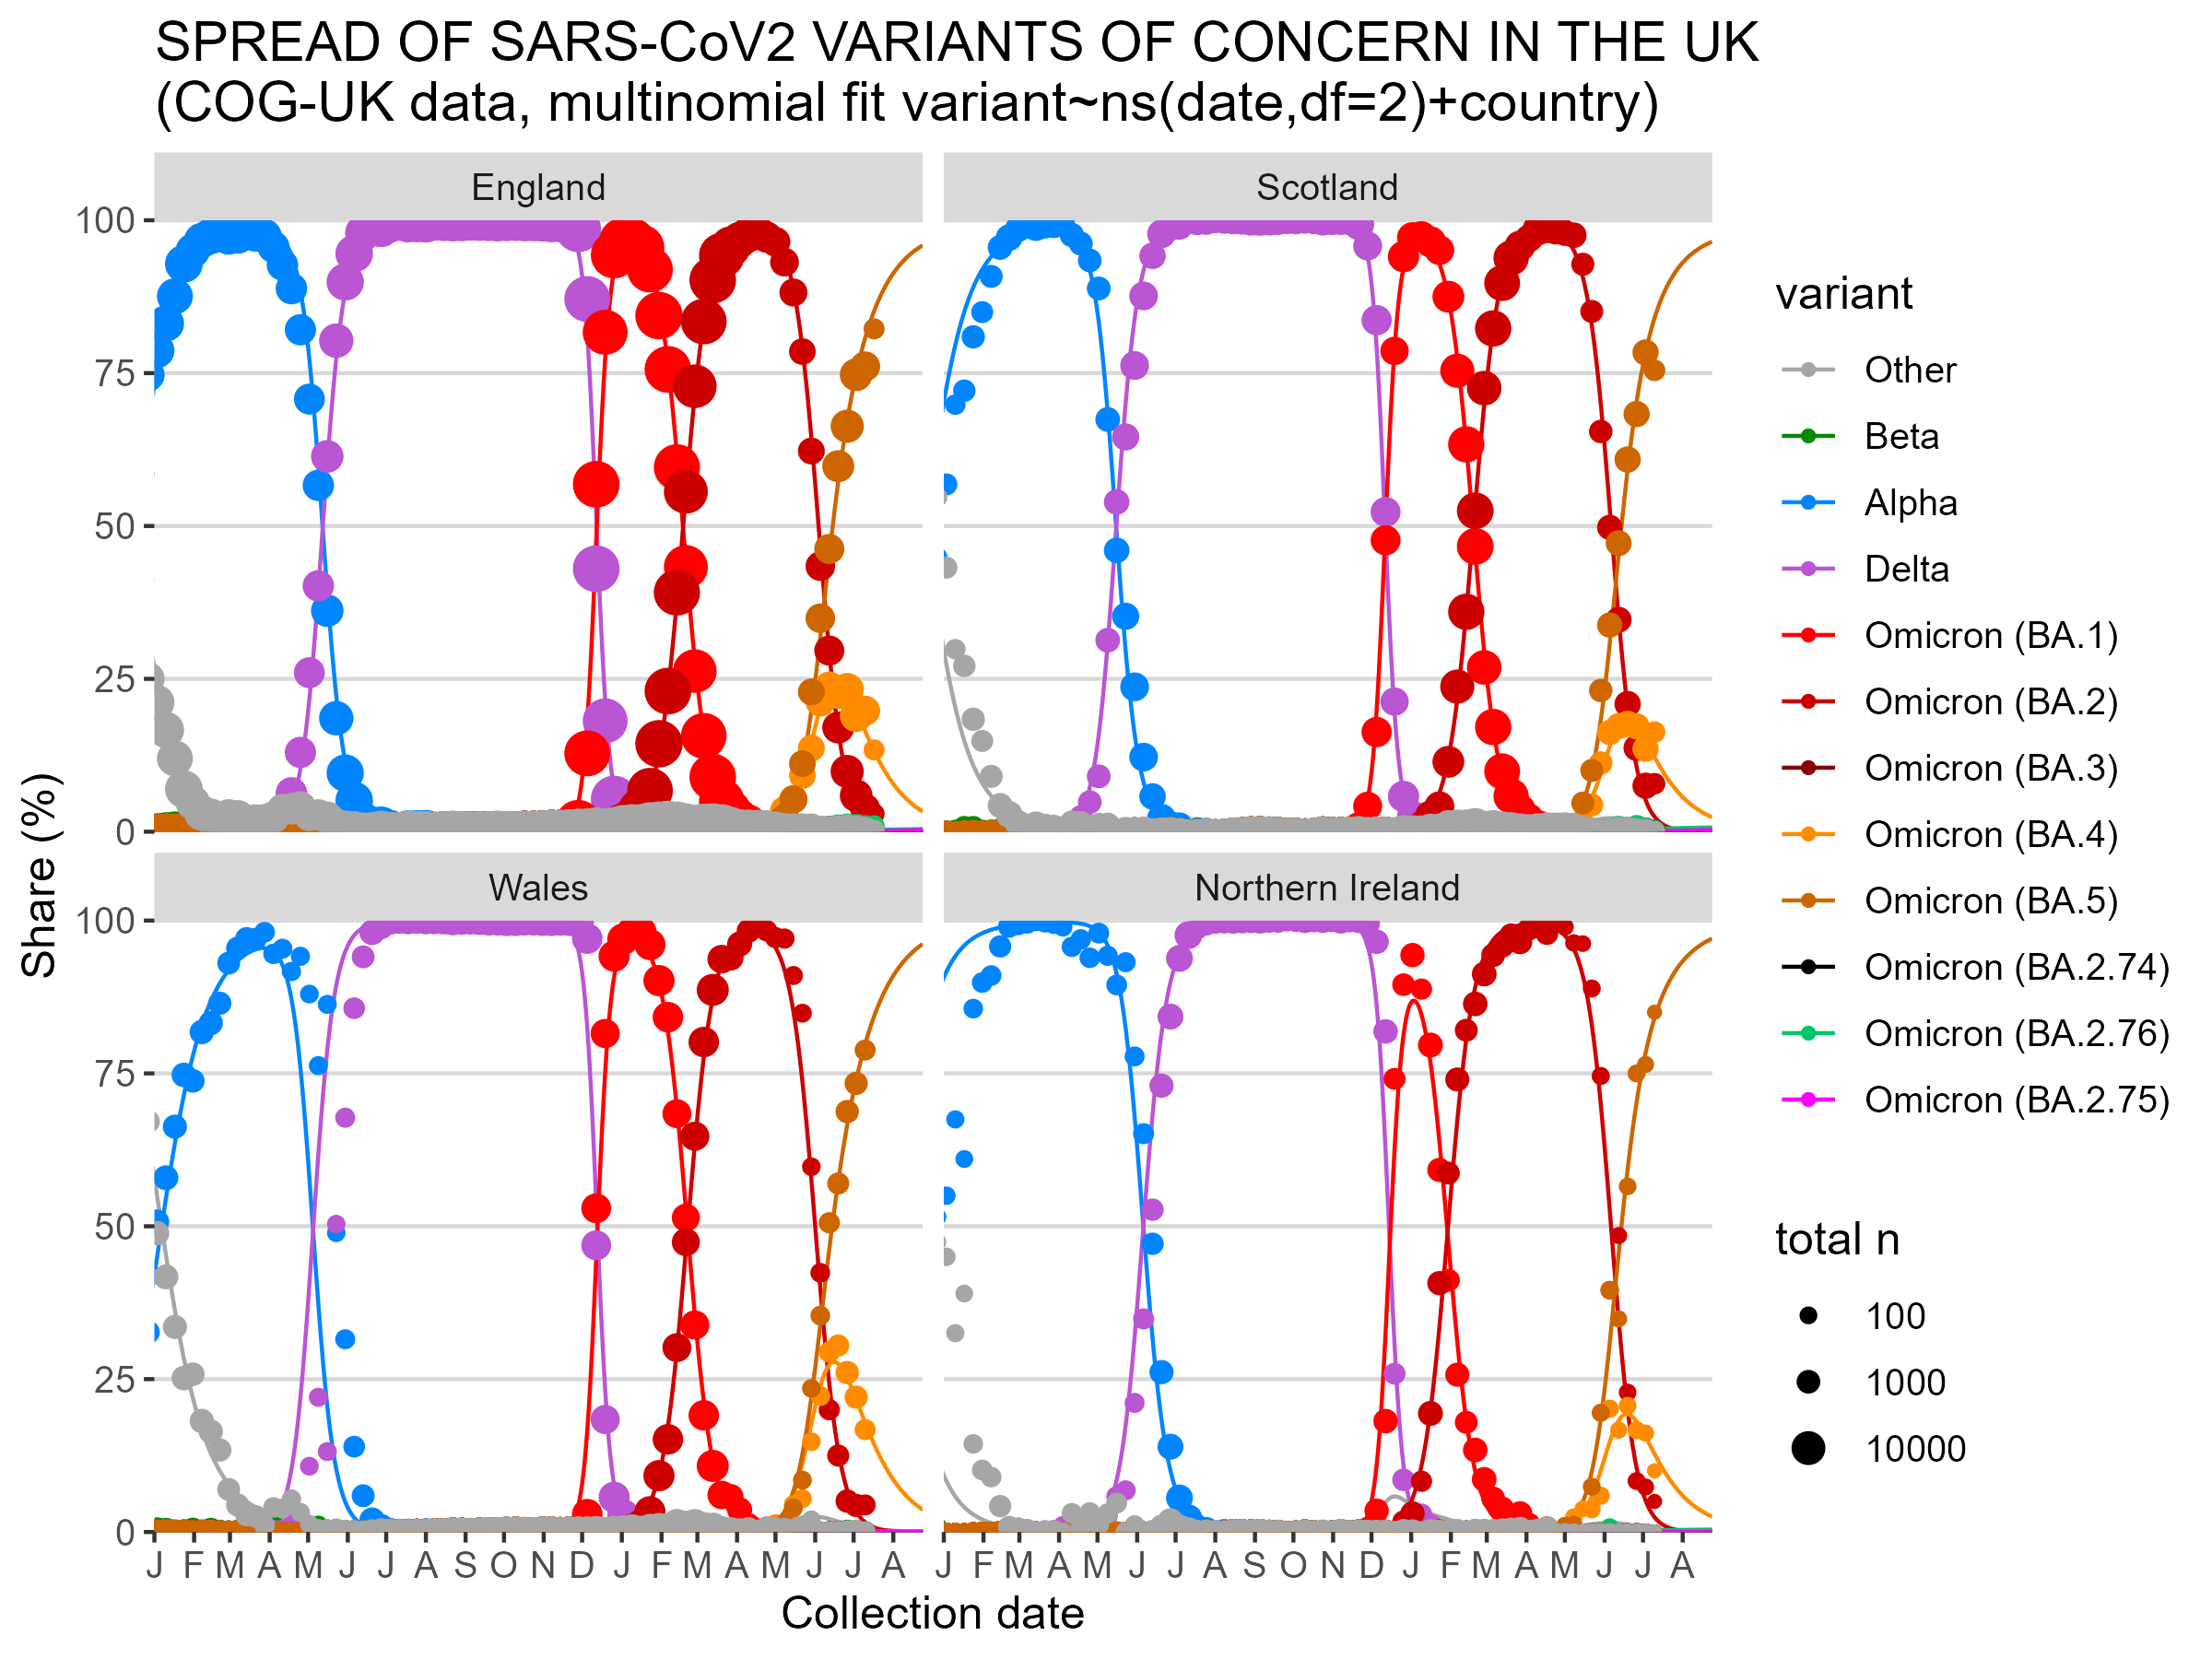 SPREAD OF SARS-CoV2 VARIANTS OF CONCERN IN THE UK
(COG-UK data, multinomial fit variant~ns(date,df=2)+country)
England
Scotland
100
75
50
25
0
Wales
Northern Ireland
100
75
50
25
0
J F M A M J J A S O N D J F M A M J J A
J F M A M J J A S O N D J F M A M J J A
Share (%)
Collection date
variant
Other
Beta
Alpha
Delta
Omicron (BA.1)
Omicron (BA.2)
Omicron (BA.3)
Omicron (BA.4)
Omicron (BA.5)
Omicron (BA.2.74)
Omicron (BA.2.76)
Omicron (BA.2.75)
total n
100
1000
10000